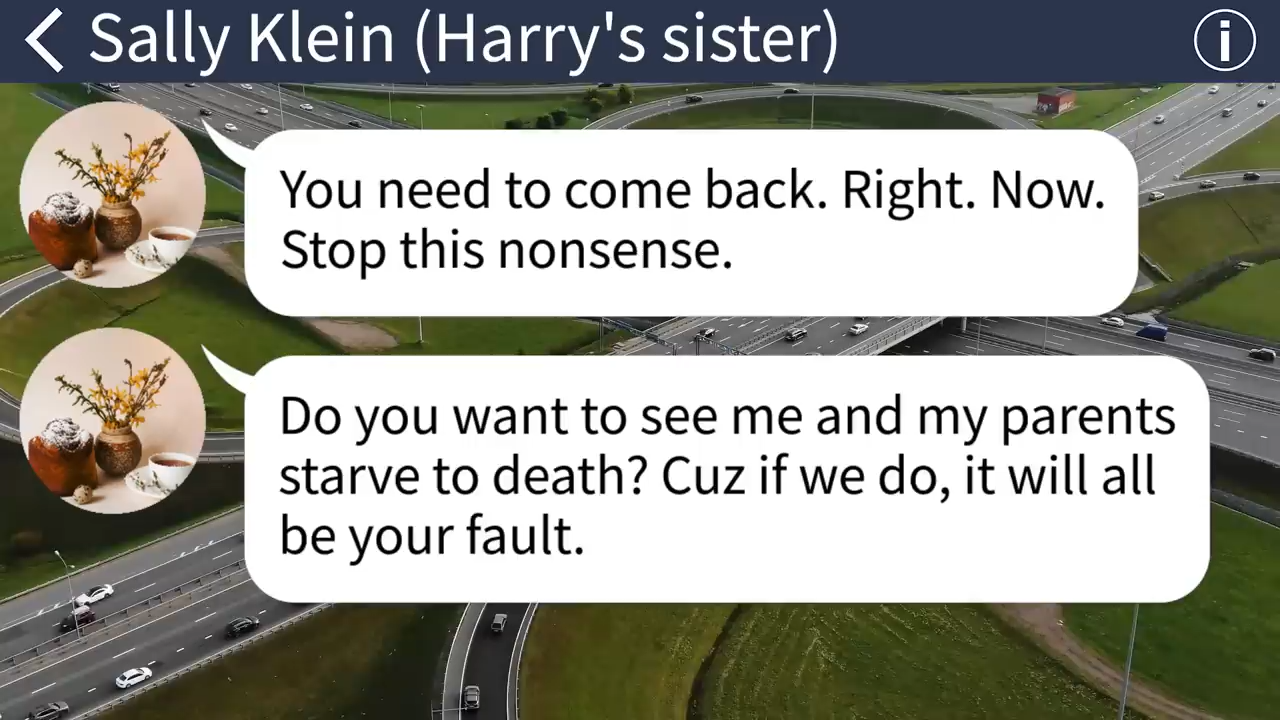 Sally Klein (Harry's sister)
You need to come back. Right. Now.
Stop this nonsense.
Do you want to see me and my parents
starve to death? Cuz if we do, it will all
be your fault.